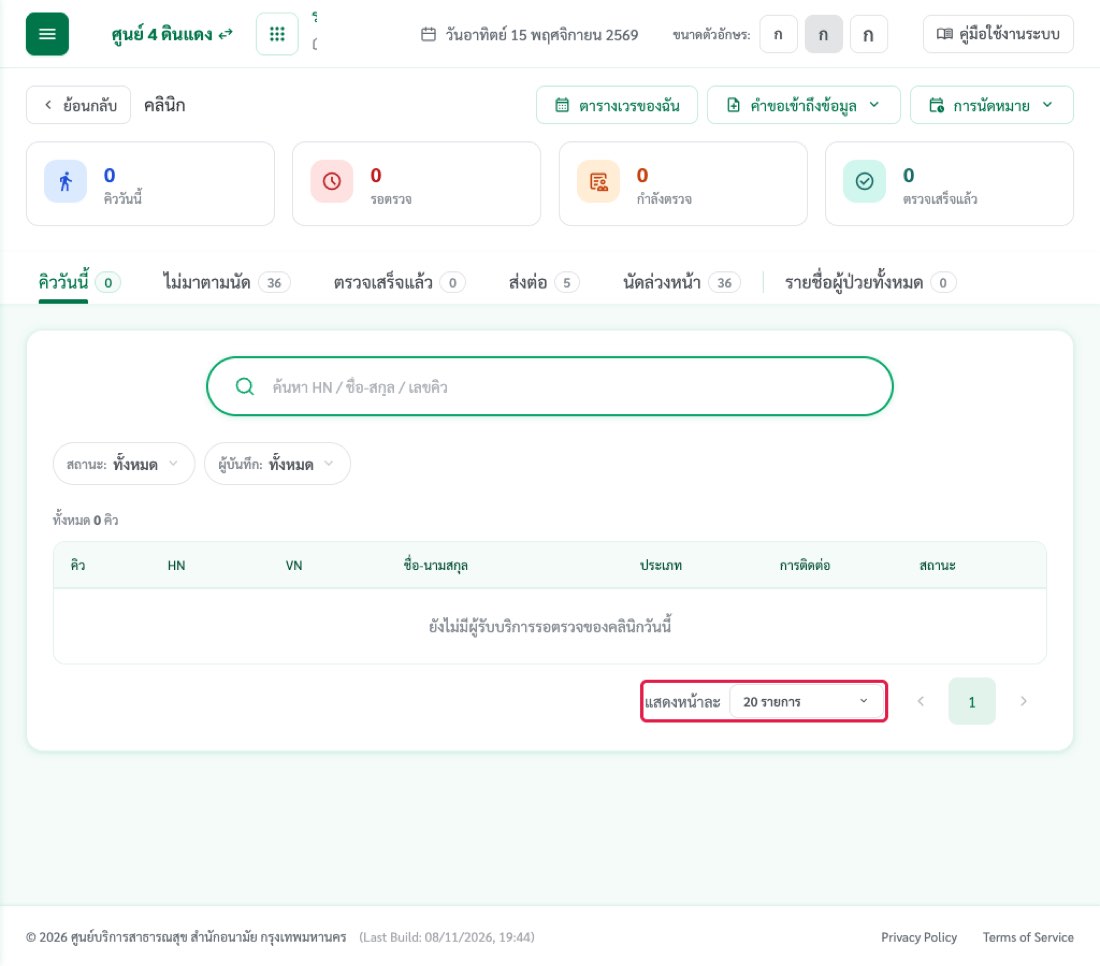 ศูนย์ 4 ดินแดง
วันอาทิตย์ 15 พฤศจิกายน 2569
ขนาดตัวอักษร: ก ก ก
คู่มือใช้งานระบบ
ย้อนกลับ
คลินิก
ตารางเวรของฉัน
คำขอเข้าถึงข้อมูล
การนัดหมาย
0
คิววันนี้
0
รอตรวจ
0
กำลังตรวจ
0
ตรวจเสร็จแล้ว
คิววันนี้ 0
ไม่มาตามนัด 36
ตรวจเสร็จแล้ว 0
ส่งต่อ 5
นัดล่วงหน้า 36
รายชื่อผู้ป่วยทั้งหมด 0
ค้นหา HN / ชื่อ-สกุล / เลขคิว
สถานะ: ทั้งหมด
ผู้บันทึก: ทั้งหมด
ทั้งหมด 0 คิว
คิว HN VN ชื่อ-นามสกุล ประเภท การติดต่อ สถานะ
ยังไม่มีผู้รับบริการรอตรวจของคลินิกวันนี้
แสดงหน้าละ 20 รายการ
1
© 2026 ศูนย์บริการสาธารณสุข สำนักอนามัย กรุงเทพมหานคร (Last Build: 08/11/2026, 19:44)
Privacy Policy Terms of Service